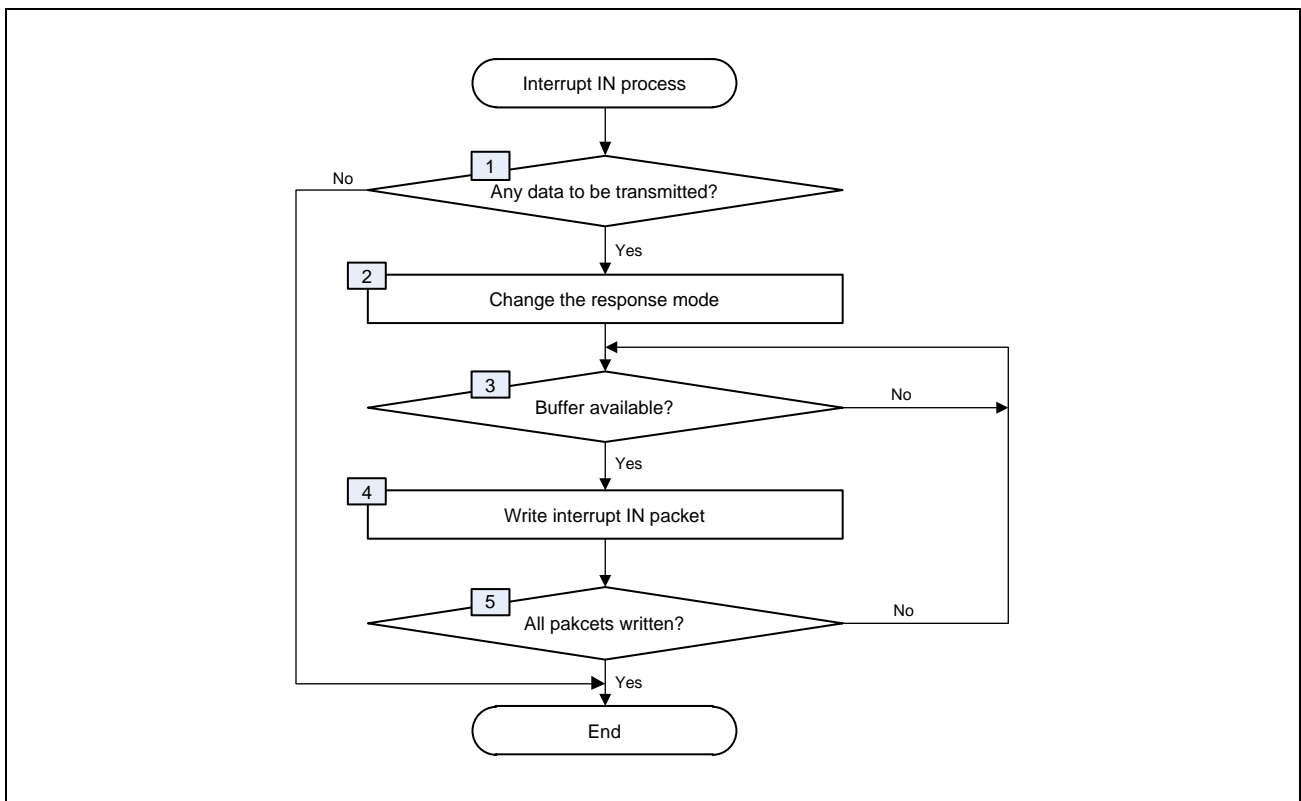 Interrupt IN process
1
No
Any data to be transmitted?
Yes
2
Change the response mode
3
Buffer available?
No
Yes
4
Write interrupt IN packet
5
All pakcets written?
No
Yes
End